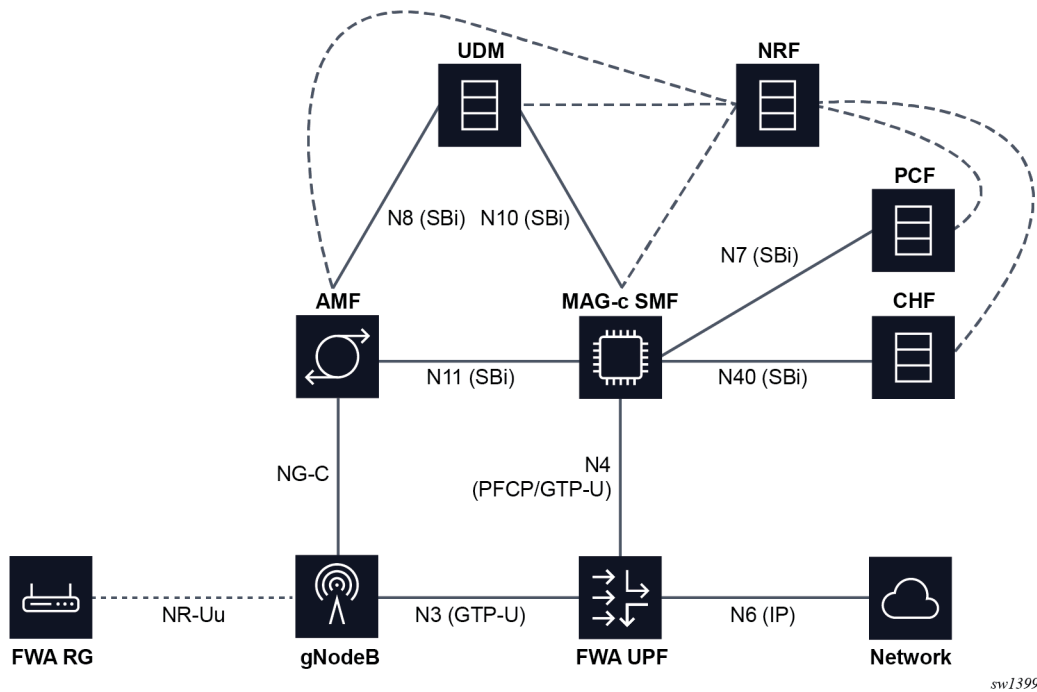 UDM
NRF
PCF
N8 (SBi)
N10 (SBi)
N7 (SBi)
AMF
MAG-c SMF
CHF
N11 (SBi)
N40 (SBi)
NG-C
N4
(PFCP/GTP-U)
NR-Uu
N3 (GTP-U)
N6 (IP)
FWA RG
gNodeB
FWA UPF
Network
sw1399